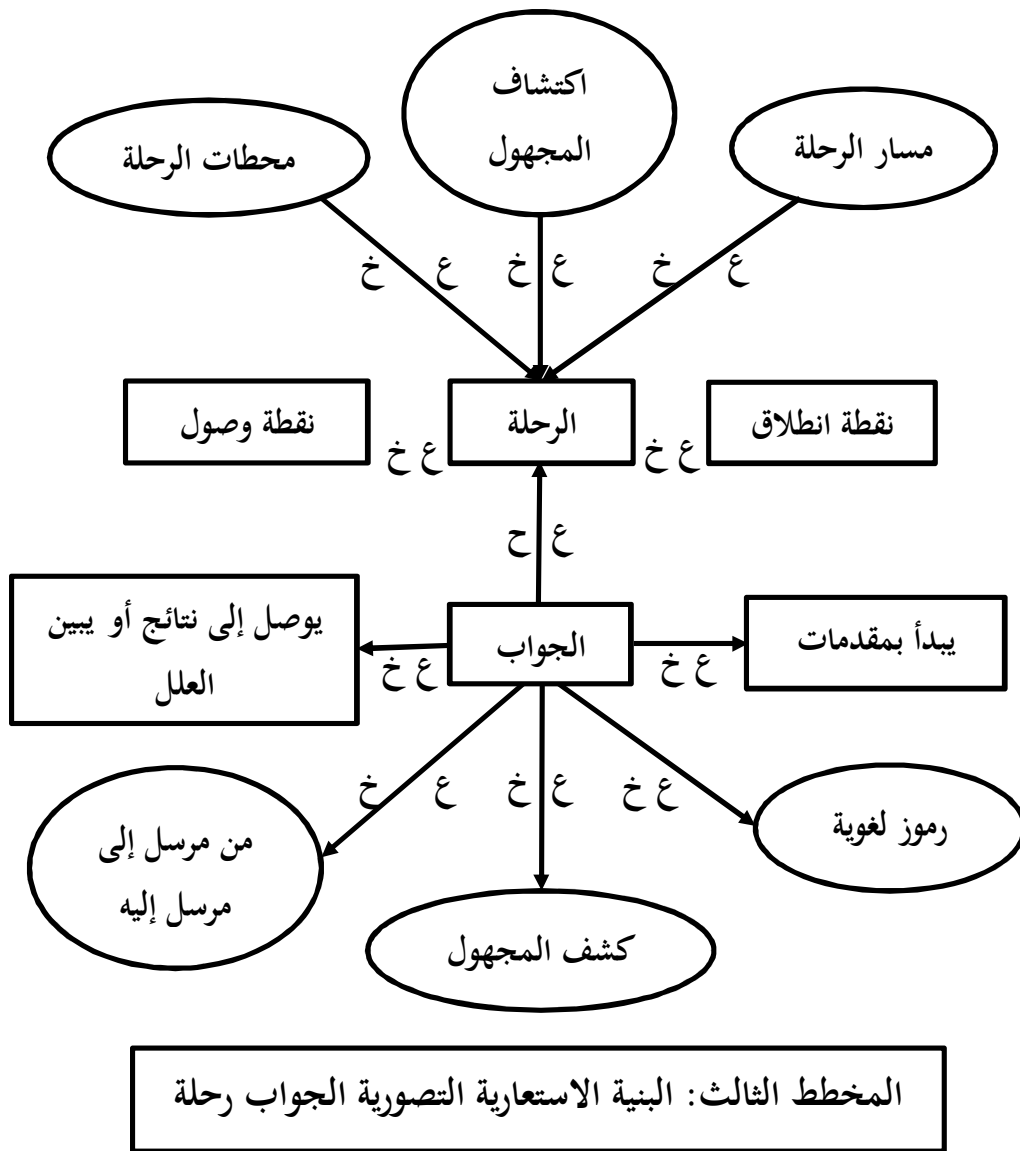 اكتشاف
المجهول
مسار الرحلة
محطات الرحلة
ع خ
ع خ
ع خ
نقطة انطلاق
الرحلة
نقطة وصول
ع خ
ع خ
ع ح
يبدأ بمقدمات
الجواب
يوصل إلى نتائج أو يبين
العلل
ع خ
ع خ
ع خ
ع خ
ع خ
رموز لغوية
كشف المجهول
من مرسل إلى
مرسل إليه
المخطط الثالث: البنية الاستعارية التصورية الجواب رحلة